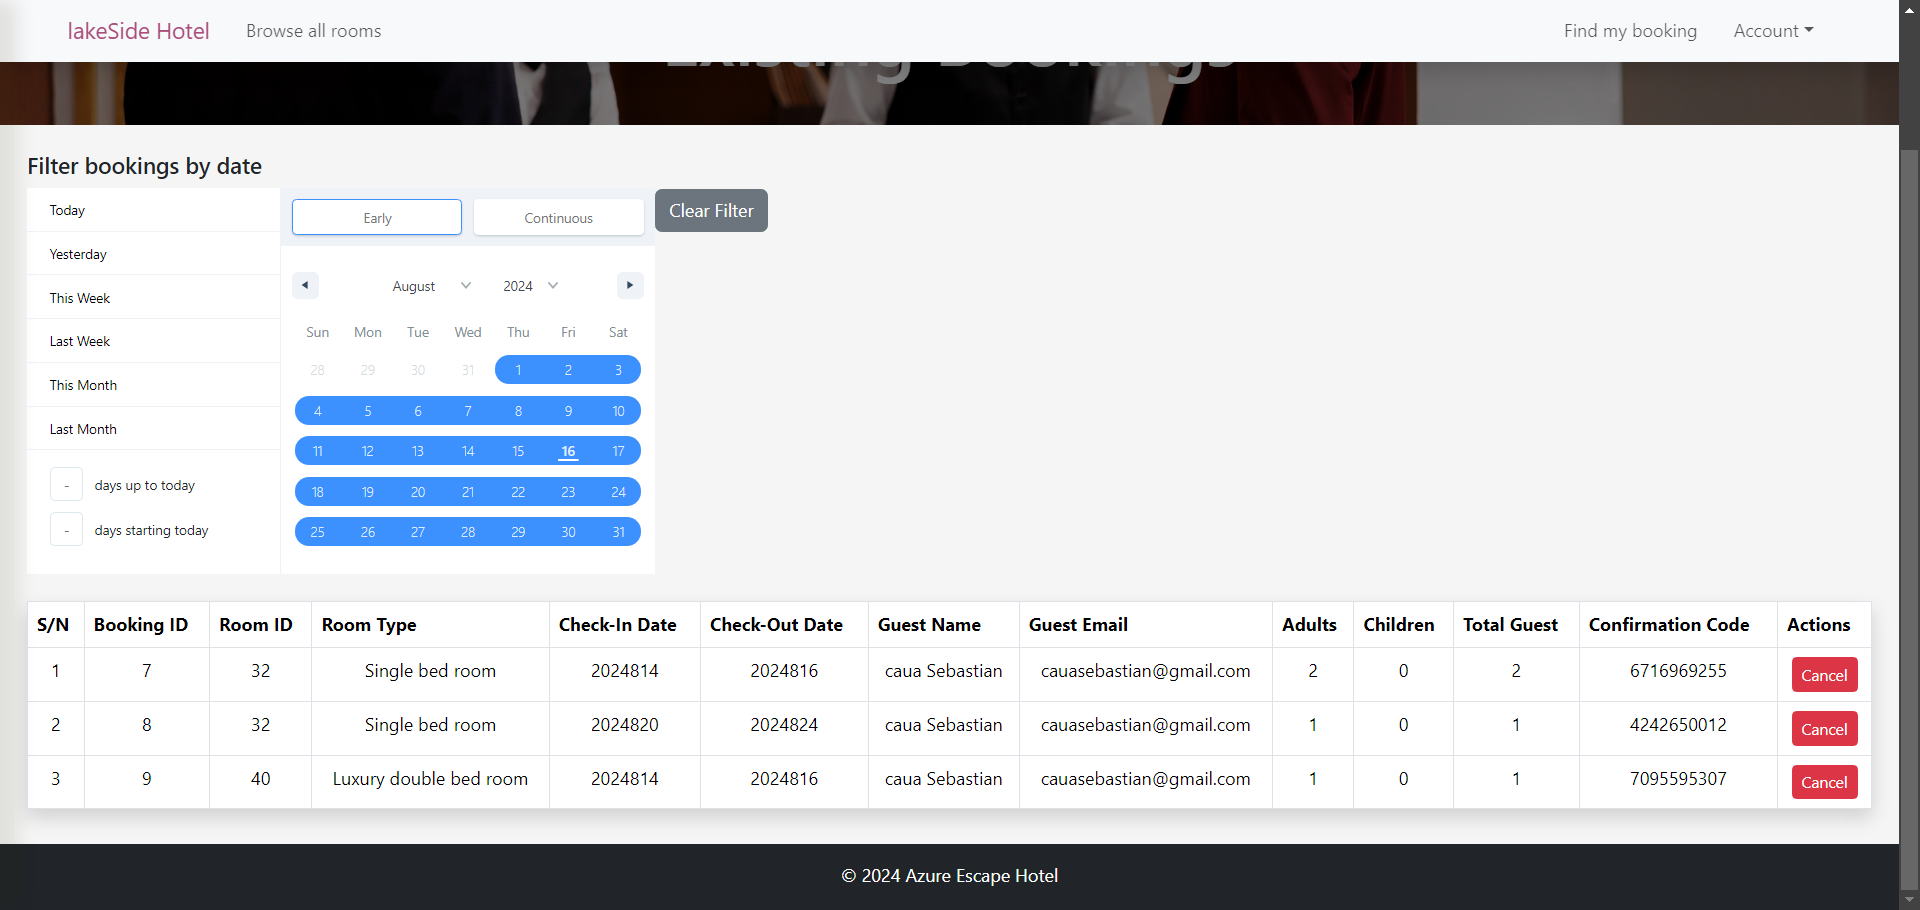 lakeSide Hotel Browse all rooms Find my booking Account
Existing Bookings
Filter bookings by date
Today
Yesterday
This Week
Last Week
This Month
Last Month
- days up to today
- days starting today
Early Continuous
Clear Filter
August 2024
Sun Mon Tue Wed Thu Fri Sat
28 29 30 31 1 2 3
4 5 6 7 8 9 10
11 12 13 14 15 16 17
18 19 20 21 22 23 24
25 26 27 28 29 30 31
S/N Booking ID Room ID Room Type Check-In Date Check-Out Date Guest Name Guest Email Adults Children Total Guest Confirmation Code Actions
1 7 32 Single bed room 2024814 2024816 caua Sebastian cauasebastian@gmail.com 2 0 2 6716969255 Cancel
2 8 32 Single bed room 2024820 2024824 caua Sebastian cauasebastian@gmail.com 1 0 1 4242650012 Cancel
3 9 40 Luxury double bed room 2024814 2024816 caua Sebastian cauasebastian@gmail.com 1 0 1 7095595307 Cancel
© 2024 Azure Escape Hotel